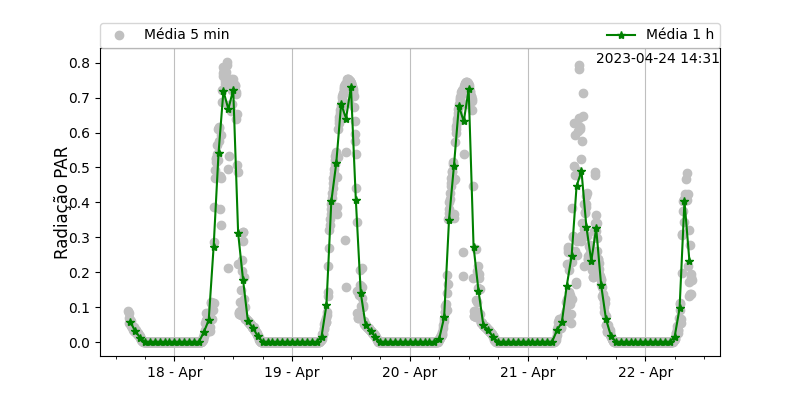 Média 5 min
Média 1 h
2023-04-24 14:31
Radiação PAR
0.8
0.7
0.6
0.5
0.4
0.3
0.2
0.1
0.0
18 - Apr
19 - Apr
20 - Apr
21 - Apr
22 - Apr